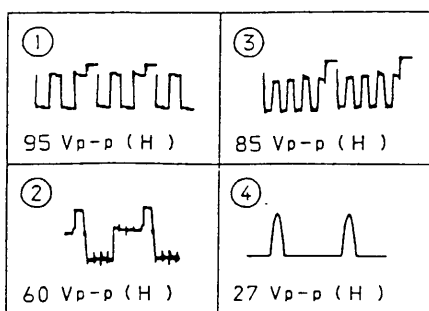 ①
95 Vp-p (H)
③
85 Vp-p (H)
②
60 Vp-p (H)
④
27 Vp-p (H)